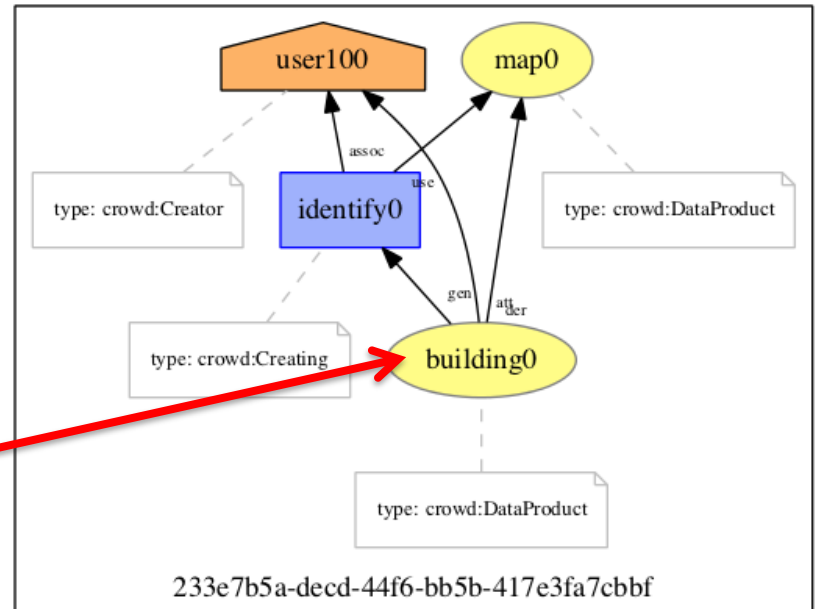 user100
map0
assoc
use
type: crowd:Creator
identify0
type: crowd:DataProduct
gen
att
der
type: crowd:Creating
building0
type: crowd:DataProduct
233e7b5a-decd-44f6-bb5b-417e3fa7cbbf